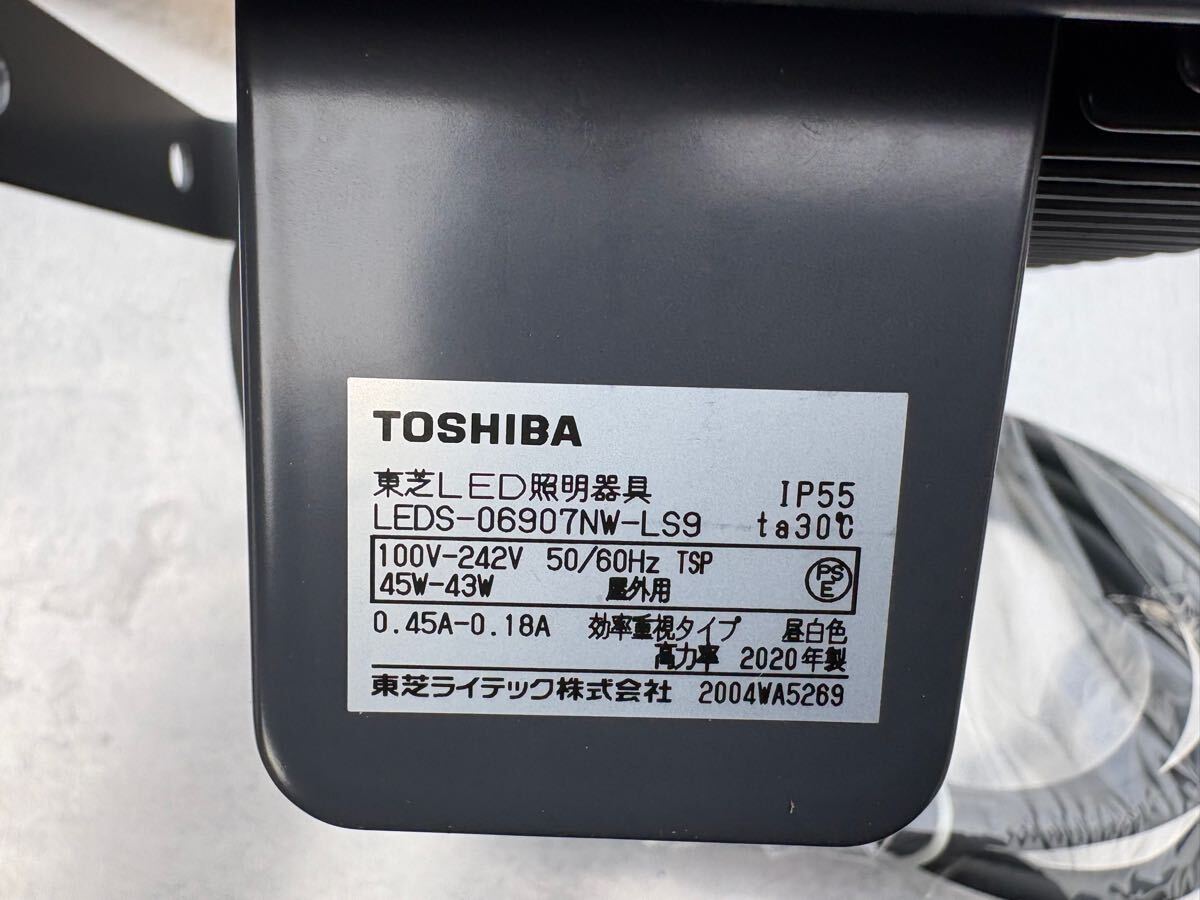 TOSHIBA
東芝LED照明器具 IP55
LEDS-06907NW-LS9 ta30℃
100V-242V 50/60Hz TSP
45W-43W 屋外用
PS
E
0.45A-0.18A 効率重視タイプ 昼白色
高力率 2020年製
東芝ライテック株式会社 2004WA5269